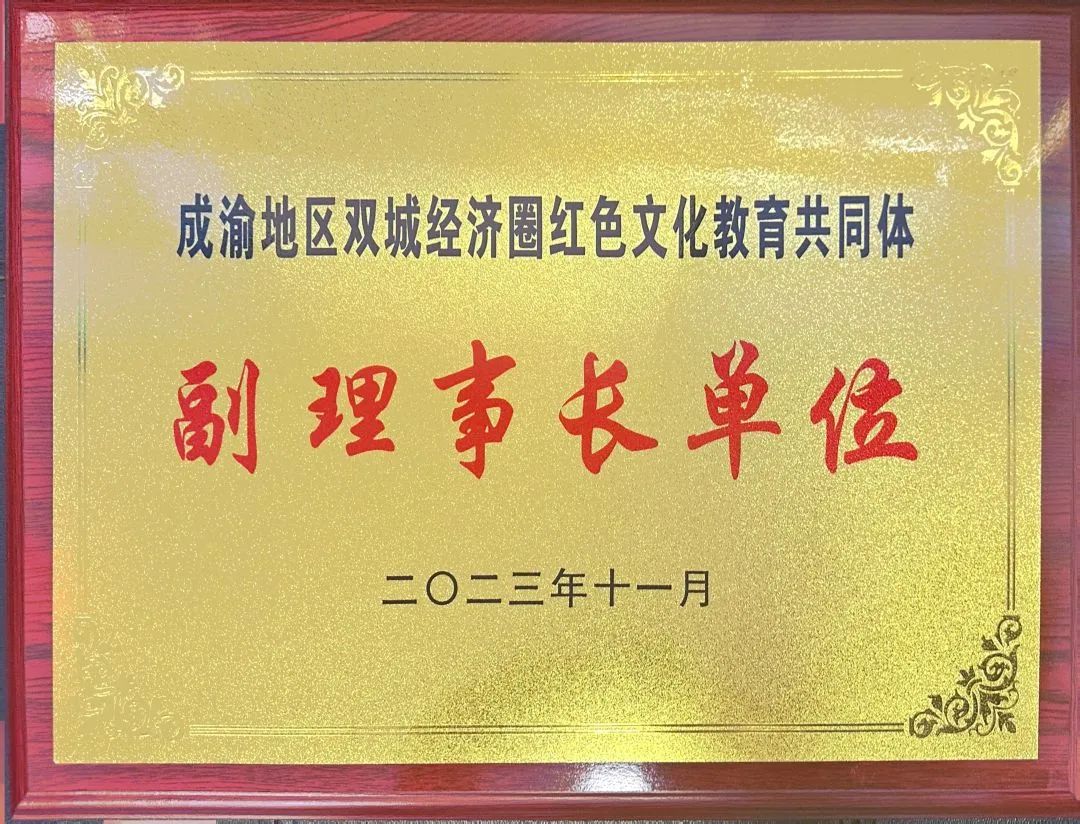 成渝地区双城经济圈红色文化教育共同体
副理事长单位
二〇二三年十一月